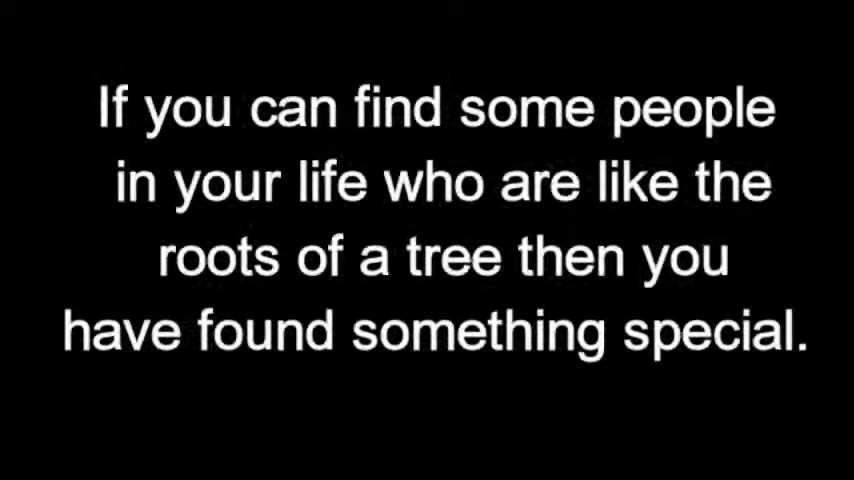 If you can find some people
in your life who are like the
roots of a tree then you
have found something special.